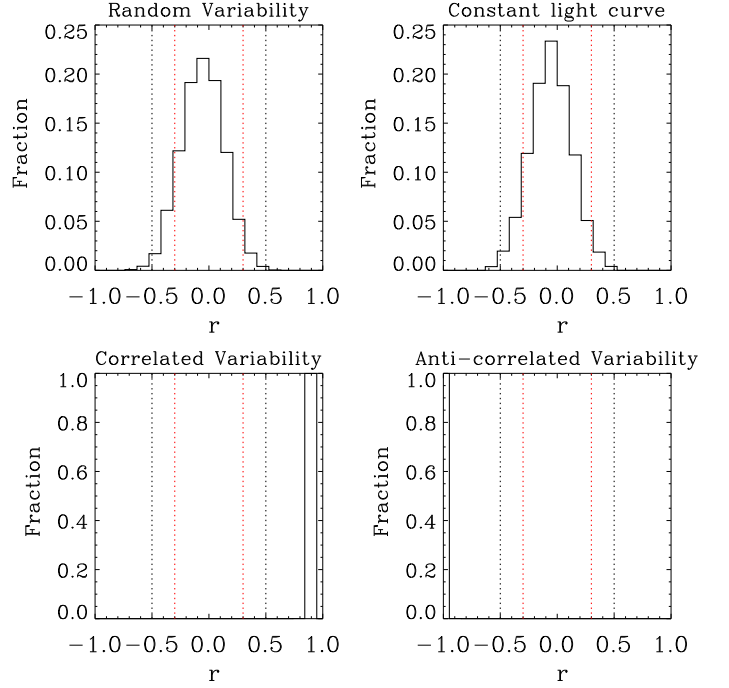 Random Variability
Fraction
0.25
0.20
0.15
0.10
0.05
0.00
−1.0 −0.5 0.0 0.5 1.0
r
Constant light curve
Fraction
0.25
0.20
0.15
0.10
0.05
0.00
−1.0 −0.5 0.0 0.5 1.0
r
Correlated Variability
Fraction
1.0
0.8
0.6
0.4
0.2
0.0
−1.0 −0.5 0.0 0.5 1.0
r
Anti−correlated Variability
Fraction
1.0
0.8
0.6
0.4
0.2
0.0
−1.0 −0.5 0.0 0.5 1.0
r